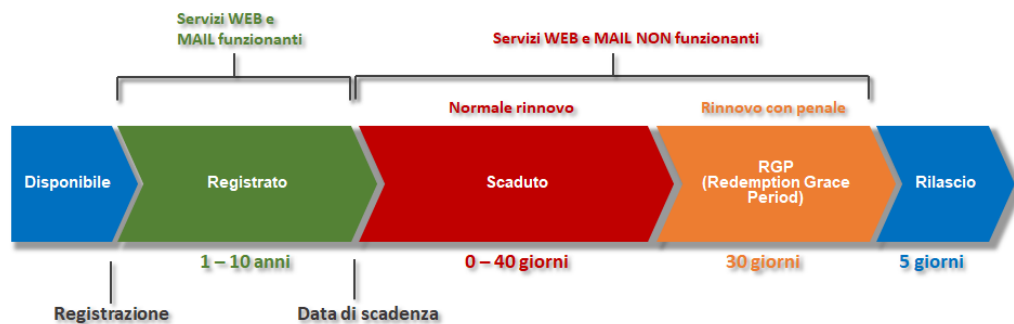 Servizi WEB e
MAIL funzionanti
Servizi WEB e MAIL NON funzionanti
Normale rinnovo
Rinnovo con penale
Disponibile
Registrato
Scaduto
RGP
(Redemption Grace
Period)
Rilascio
1 – 10 anni
0 – 40 giorni
30 giorni
5 giorni
Registrazione
Data di scadenza